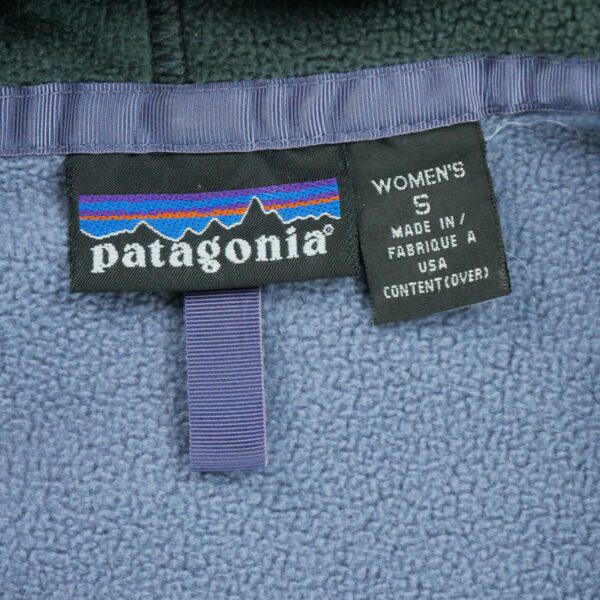 patagonia®
WOMEN'S
S
MADE IN /
FABRIQUE A
USA
CONTENT(OVER)